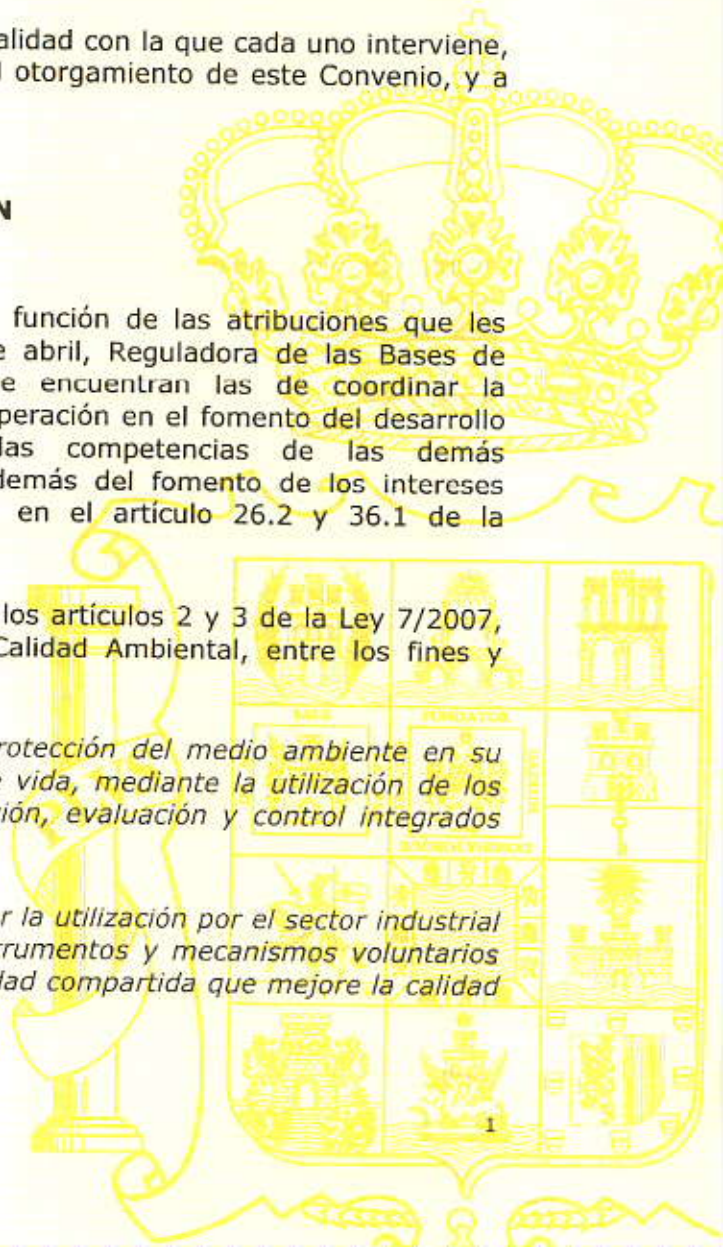 alidad con la que cada uno interviene,
l otorgamiento de este Convenio, y a
N
función de las atribuciones que les
e abril, Reguladora de las Bases de
e encuentran las de coordinar la
peración en el fomento del desarrollo
las competencias de las demás
demás del fomento de los intereses
en el artículo 26.2 y 36.1 de la
los artículos 2 y 3 de la Ley 7/2007,
Calidad Ambiental, entre los fines y
rotección del medio ambiente en su
e vida, mediante la utilización de los
ción, evaluación y control integrados
r la utilización por el sector industrial
trumentos y mecanismos voluntarios
dad compartida que mejore la calidad
1